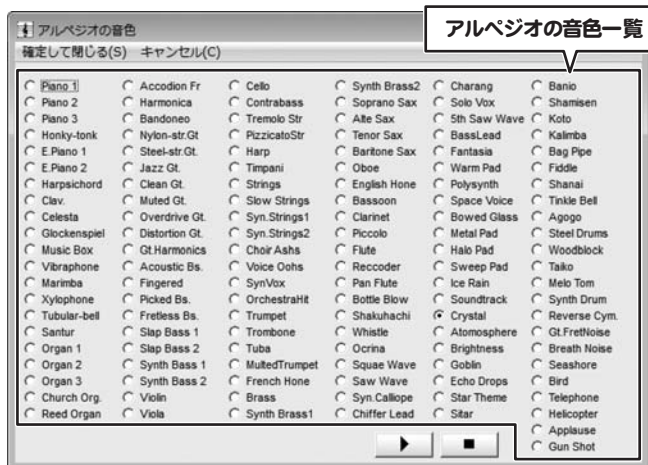 アルペジオの音色
アルペジオの音色一覧
確定して閉じる(S) キャンセル(C)
Piano 1 Accodion Fr Cello Synth Brass2 Charang Banio
Piano 2 Harmonica Contrabass Soprano Sax Solo Vox Shamisen
Piano 3 Bandoneo Tremolo Str Alte Sax 5th Saw Wave Koto
Honky-tonk Nylon-str.Gt PizzicatoStr Tenor Sax BassLead Kalimba
E.Piano 1 Steel-str.Gt. Harp Baritone Sax Fantasia Bag Pipe
E.Piano 2 Jazz Gt. Timpani Oboe Warm Pad Fiddle
Harpsichord Clean Gt. Strings English Hone Polysynth Shanai
Clav. Muted Gt. Slow Strings Bassoon Space Voice Tinkle Bell
Celesta Overdrive Gt. Syn.Strings1 Clarinet Bowed Glass Agogo
Glockenspiel Distortion Gt. Syn.Strings2 Piccolo Metal Pad Steel Drums
Music Box Gt.Harmonics Choir Ashs Flute Halo Pad Woodblock
Vibraphone Acoustic Bs. Voice Oohs Reccoder Sweep Pad Taiko
Marimba Fingered SynVox Pan Flute Ice Rain Melo Tom
Xylophone Picked Bs. OrchestraHit Bottle Blow Soundtrack Synth Drum
Tubular-bell Fretless Bs. Trumpet Shakuhachi Crystal Reverse Cym.
Santur Slap Bass 1 Trombone Whistle Atomosphere Gt.FretNoise
Organ 1 Slap Bass 2 Tuba Ocrina Brightness Breath Noise
Organ 2 Synth Bass 1 MultedTrumpet Squae Wave Goblin Seashore
Organ 3 Synth Bass 2 French Hone Saw Wave Echo Drops Bird
Church Org. Violin Brass Syn.Calliope Star Theme Telephone
Reed Organ Viola Synth Brass1 Chiffer Lead Sitar Helicopter
Applause
Gun Shot